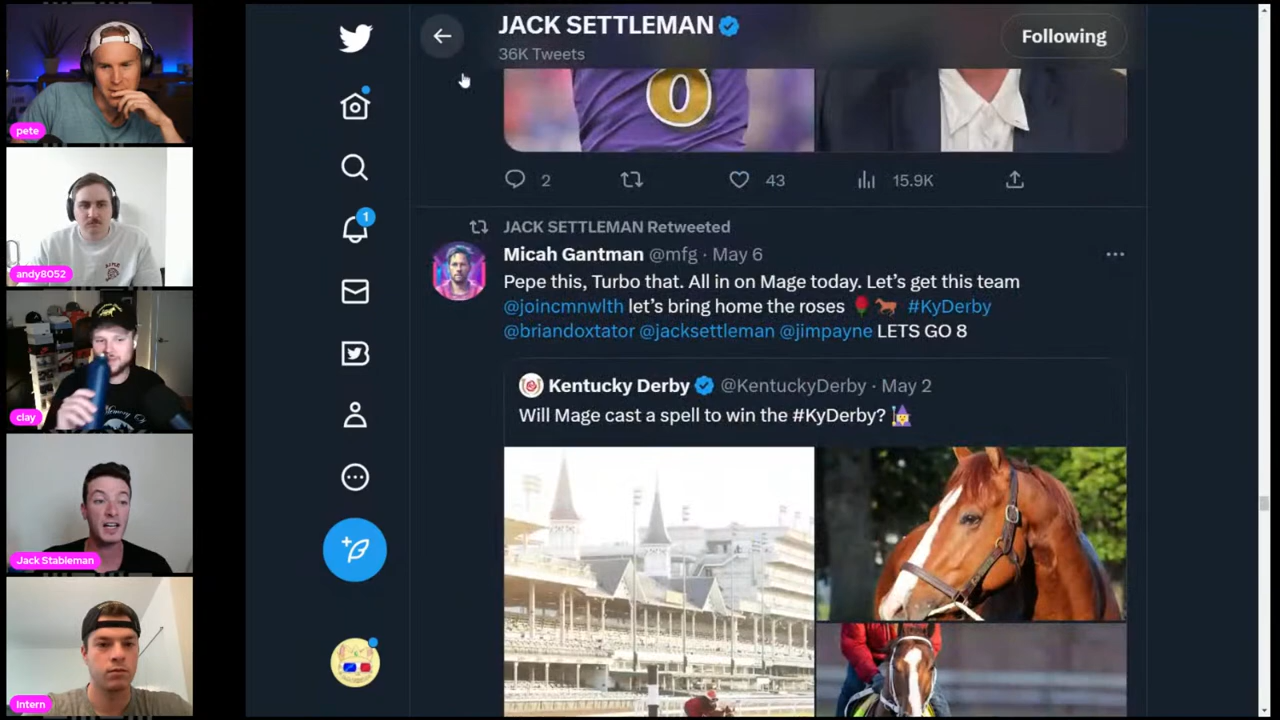 JACK SETTLEMAN
36K Tweets
Following
0
2
43
15.9K
JACK SETTLEMAN Retweeted
Micah Gantman @mfg · May 6
Pepe this, Turbo that. All in on Mage today. Let's get this team
@joincmnwlth let's bring home the roses 🌹 🐎 #KyDerby
@briandoxtator @jacksettleman @jimpayne LETS GO 8
Kentucky Derby @KentuckyDerby · May 2
Will Mage cast a spell to win the #KyDerby? 🧙
1
pete
andy8052
clay
Jack Stableman
Intern